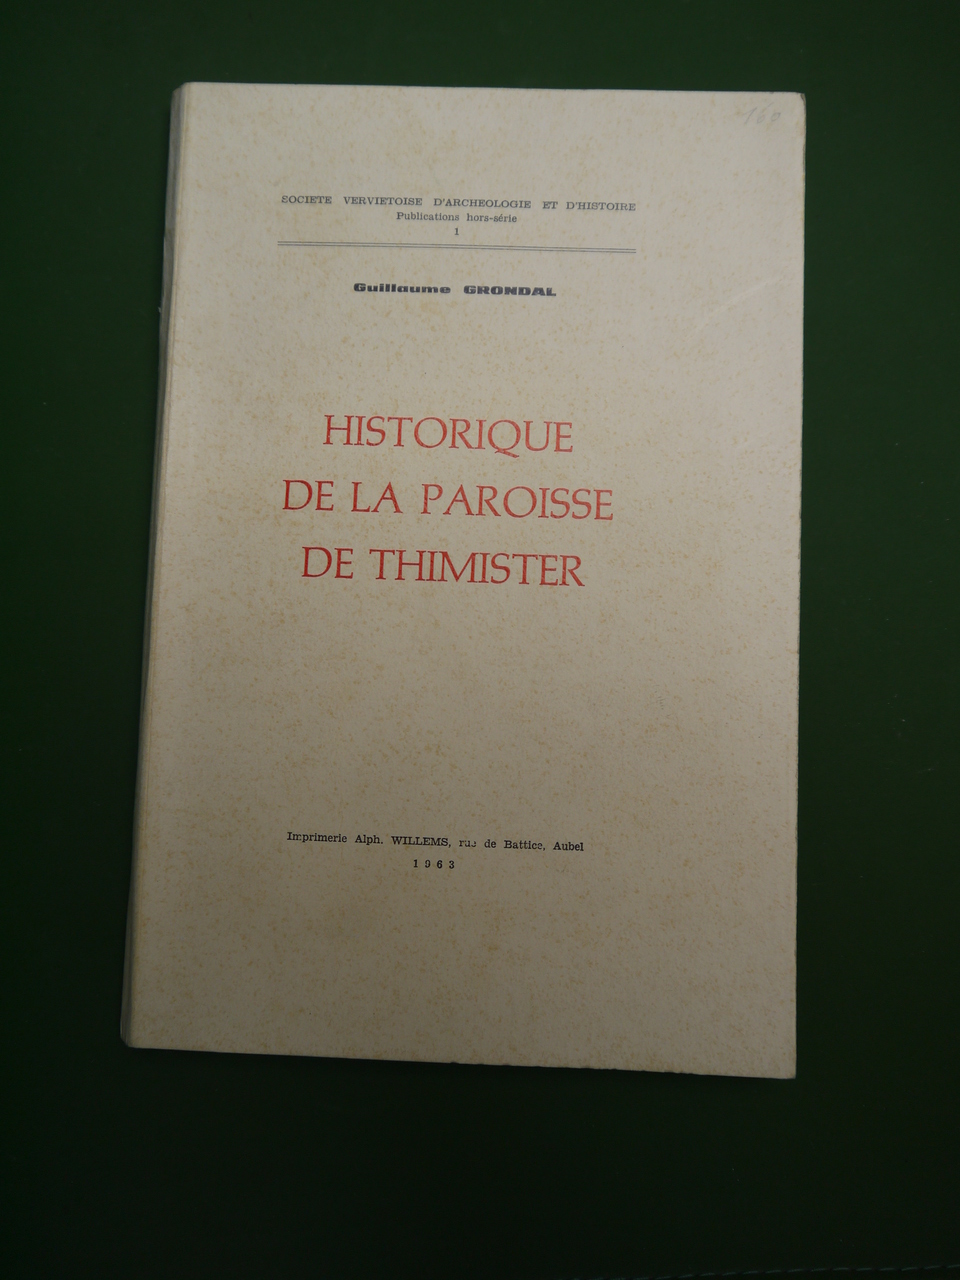 160
SOCIETE VERVIETOISE D'ARCHEOLOGIE ET D'HISTOIRE
Publications hors-série
1
Guillaume GRONDAL
HISTORIQUE
DE LA PAROISSE
DE THIMISTER
Imprimerie Alph. WILLEMS, rue de Battice, Aubel
1963